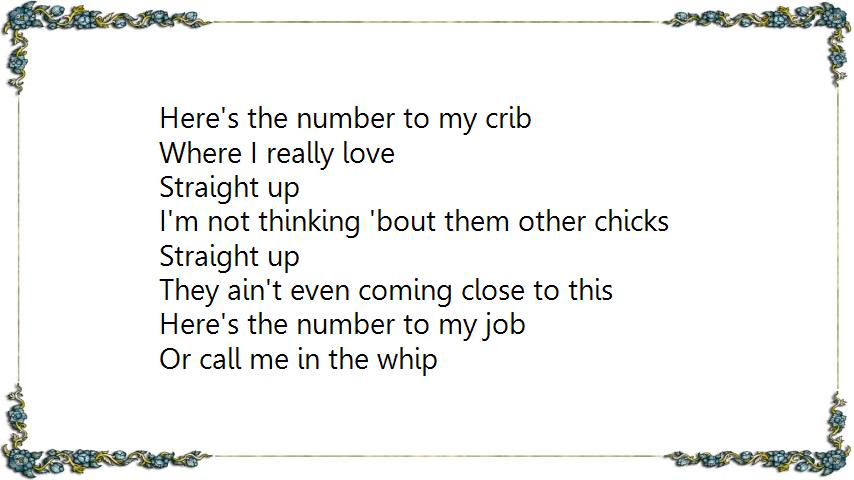 Here's the number to my crib
Where I really love
Straight up
I'm not thinking 'bout them other chicks
Straight up
They ain't even coming close to this
Here's the number to my job
Or call me in the whip